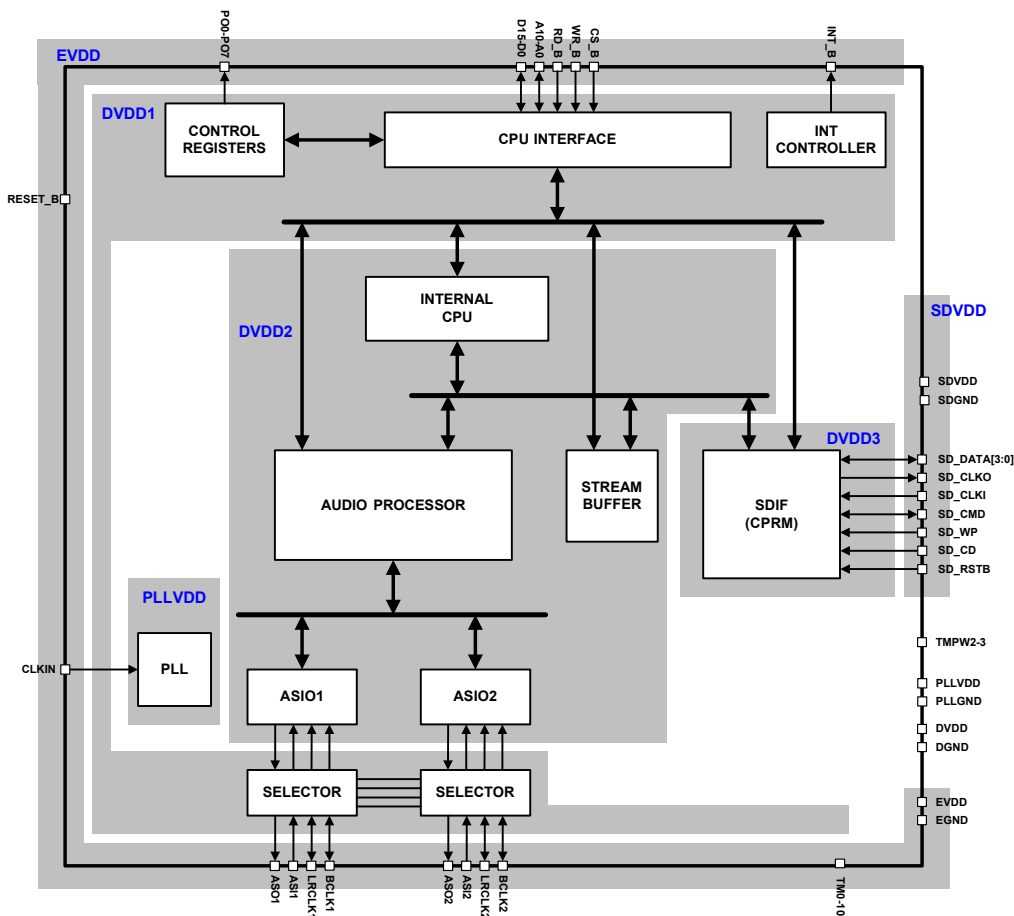 PO0-PO7
D15-D0
A10-A0
RD_B
WR_B
CS_B
INT_B
EVDD
DVDD1
CONTROL
REGISTERS
CPU INTERFACE
INT
CONTROLLER
RESET_B
INTERNAL
CPU
DVDD2
SDVDD
SDVDD
SDGND
DVDD3
AUDIO PROCESSOR
STREAM
BUFFER
SDIF
(CPRM)
SD_DATA[3:0]
SD_CLKO
SD_CLKI
SD_CMD
SD_WP
SD_CD
SD_RSTB
PLLVDD
PLL
CLKIN
TMPW2-3
PLLVDD
PLLGND
DVDD
DGND
ASIO1
ASIO2
SELECTOR
SELECTOR
EVDD
EGND
ASO1
ASI1
LRCLK1
BCLK1
ASO2
ASI2
LRCLK2
BCLK2
TM0-10